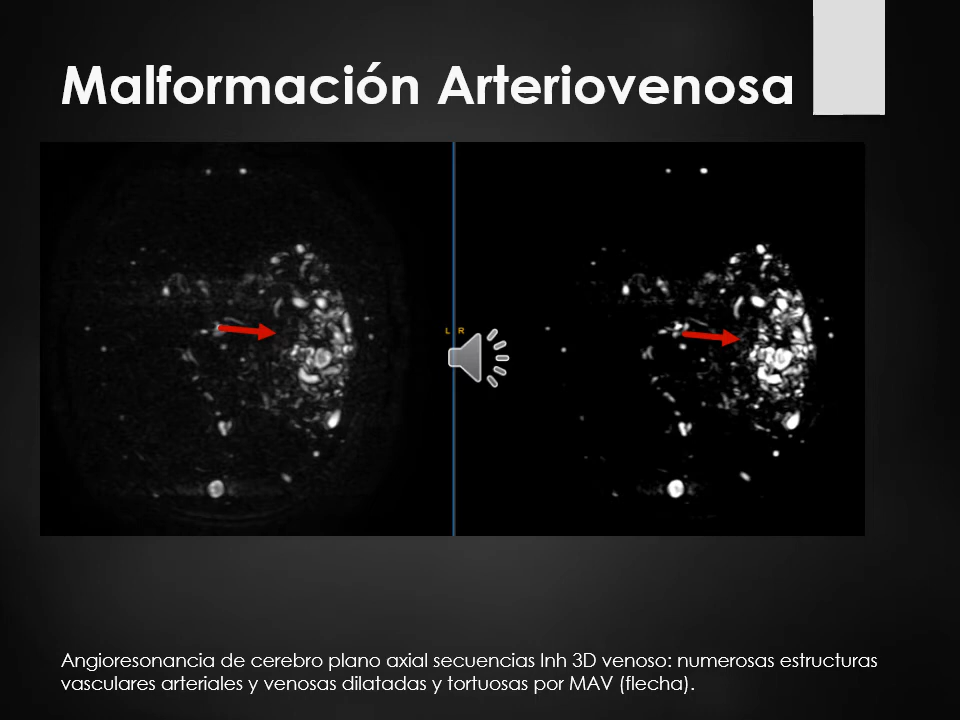 Malformación Arteriovenosa
L R
Angioresonancia de cerebro plano axial secuencias Inh 3D venoso: numerosas estructuras
vasculares arteriales y venosas dilatadas y tortuosas por MAV (flecha).